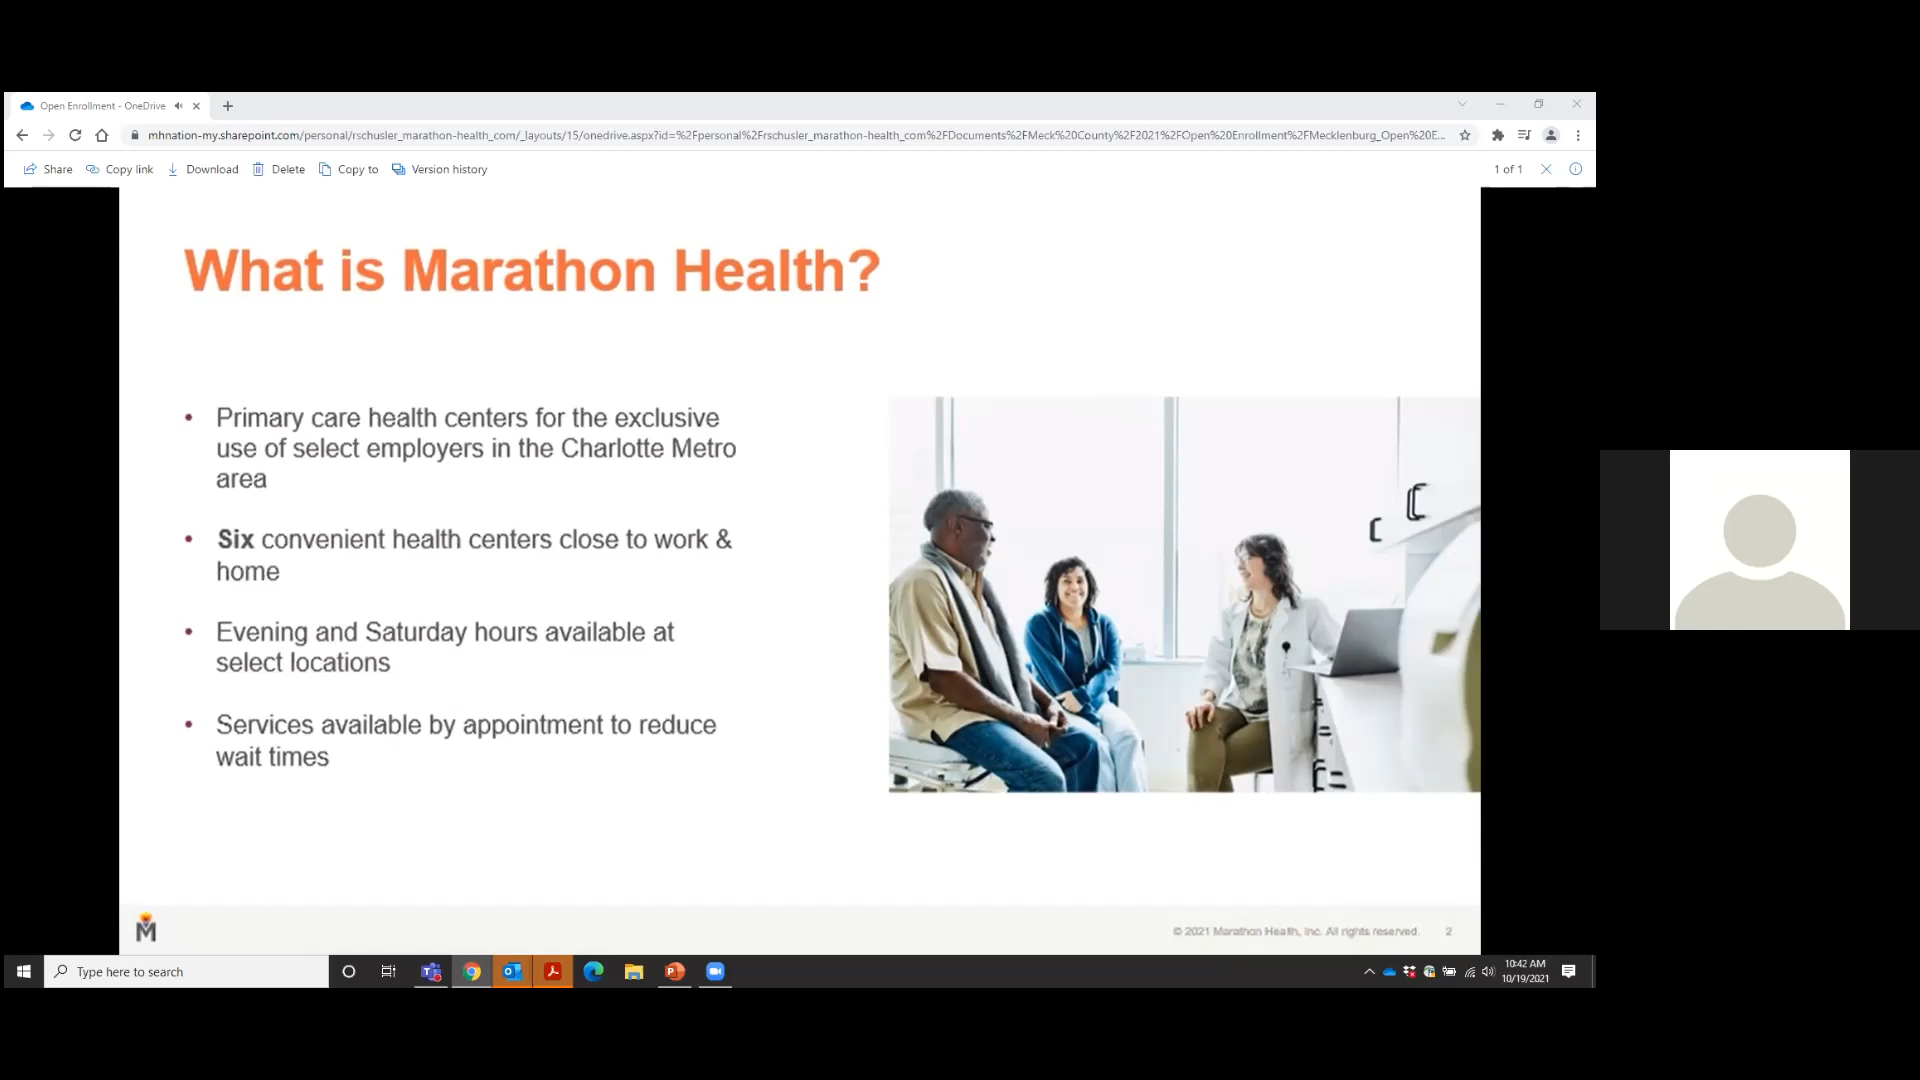 Open Enrollment - OneDrive
mhnation-my.sharepoint.com/personal/rschusler_marathon-health_com/_layouts/15/onedrive.aspx?id=%2Fpersonal%2Frschusler_marathon-health_com%2FDocuments%2FMeck%20County%2F2021%2FOpen%20Enrollment%2FMecklenburg_Open%20E...
Share Copy link Download Delete Copy to Version history 1 of 1
What is Marathon Health?
• Primary care health centers for the exclusive
use of select employers in the Charlotte Metro
area
• Six convenient health centers close to work &
home
• Evening and Saturday hours available at
select locations
• Services available by appointment to reduce
wait times
M
© 2021 Marathon Health, Inc. All rights reserved. 2
Type here to search
10:42 AM
10/19/2021